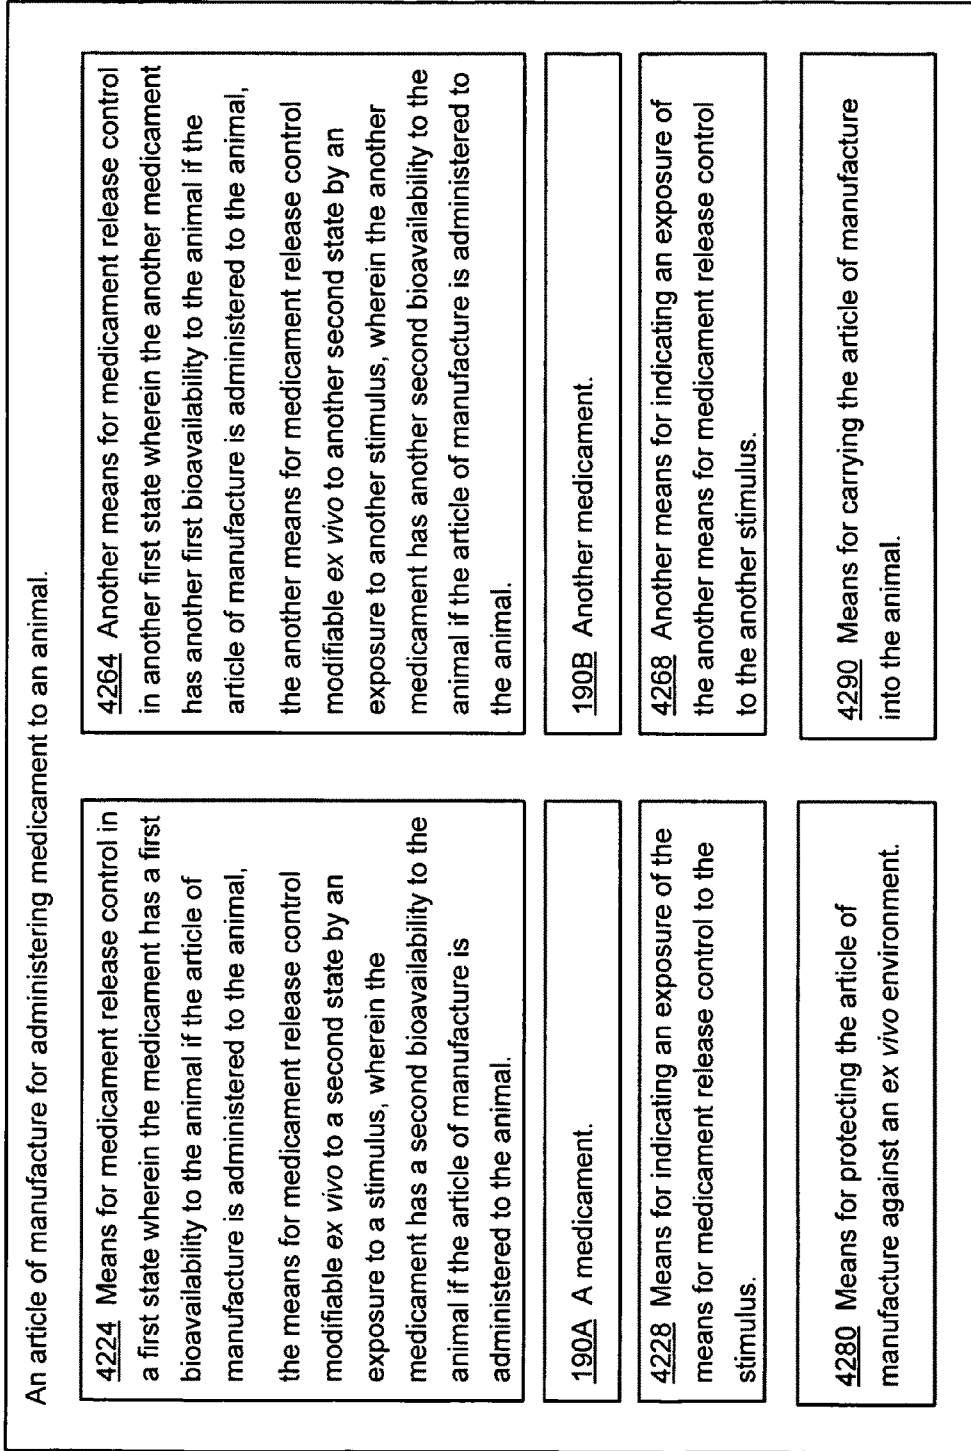 An article of manufacture for administering medicament to an animal.
4224 Means for medicament release control in
a first state wherein the medicament has a first
bioavailability to the animal if the article of
manufacture is administered to the animal,
the means for medicament release control
modifiable ex vivo to a second state by an
exposure to a stimulus, wherein the
medicament has a second bioavailability to the
animal if the article of manufacture is
administered to the animal.
190A A medicament.
4228 Means for indicating an exposure of the
means for medicament release control to the
stimulus.
4280 Means for protecting the article of
manufacture against an ex vivo environment.
4264 Another means for medicament release control
in another first state wherein the another medicament
has another first bioavailability to the animal if the
article of manufacture is administered to the animal,
the another means for medicament release control
modifiable ex vivo to another second state by an
exposure to another stimulus, wherein the another
medicament has another second bioavailability to the
animal if the article of manufacture is administered to
the animal.
190B Another medicament.
4268 Another means for indicating an exposure of
the another means for medicament release control
to the another stimulus.
4290 Means for carrying the article of manufacture
into the animal.